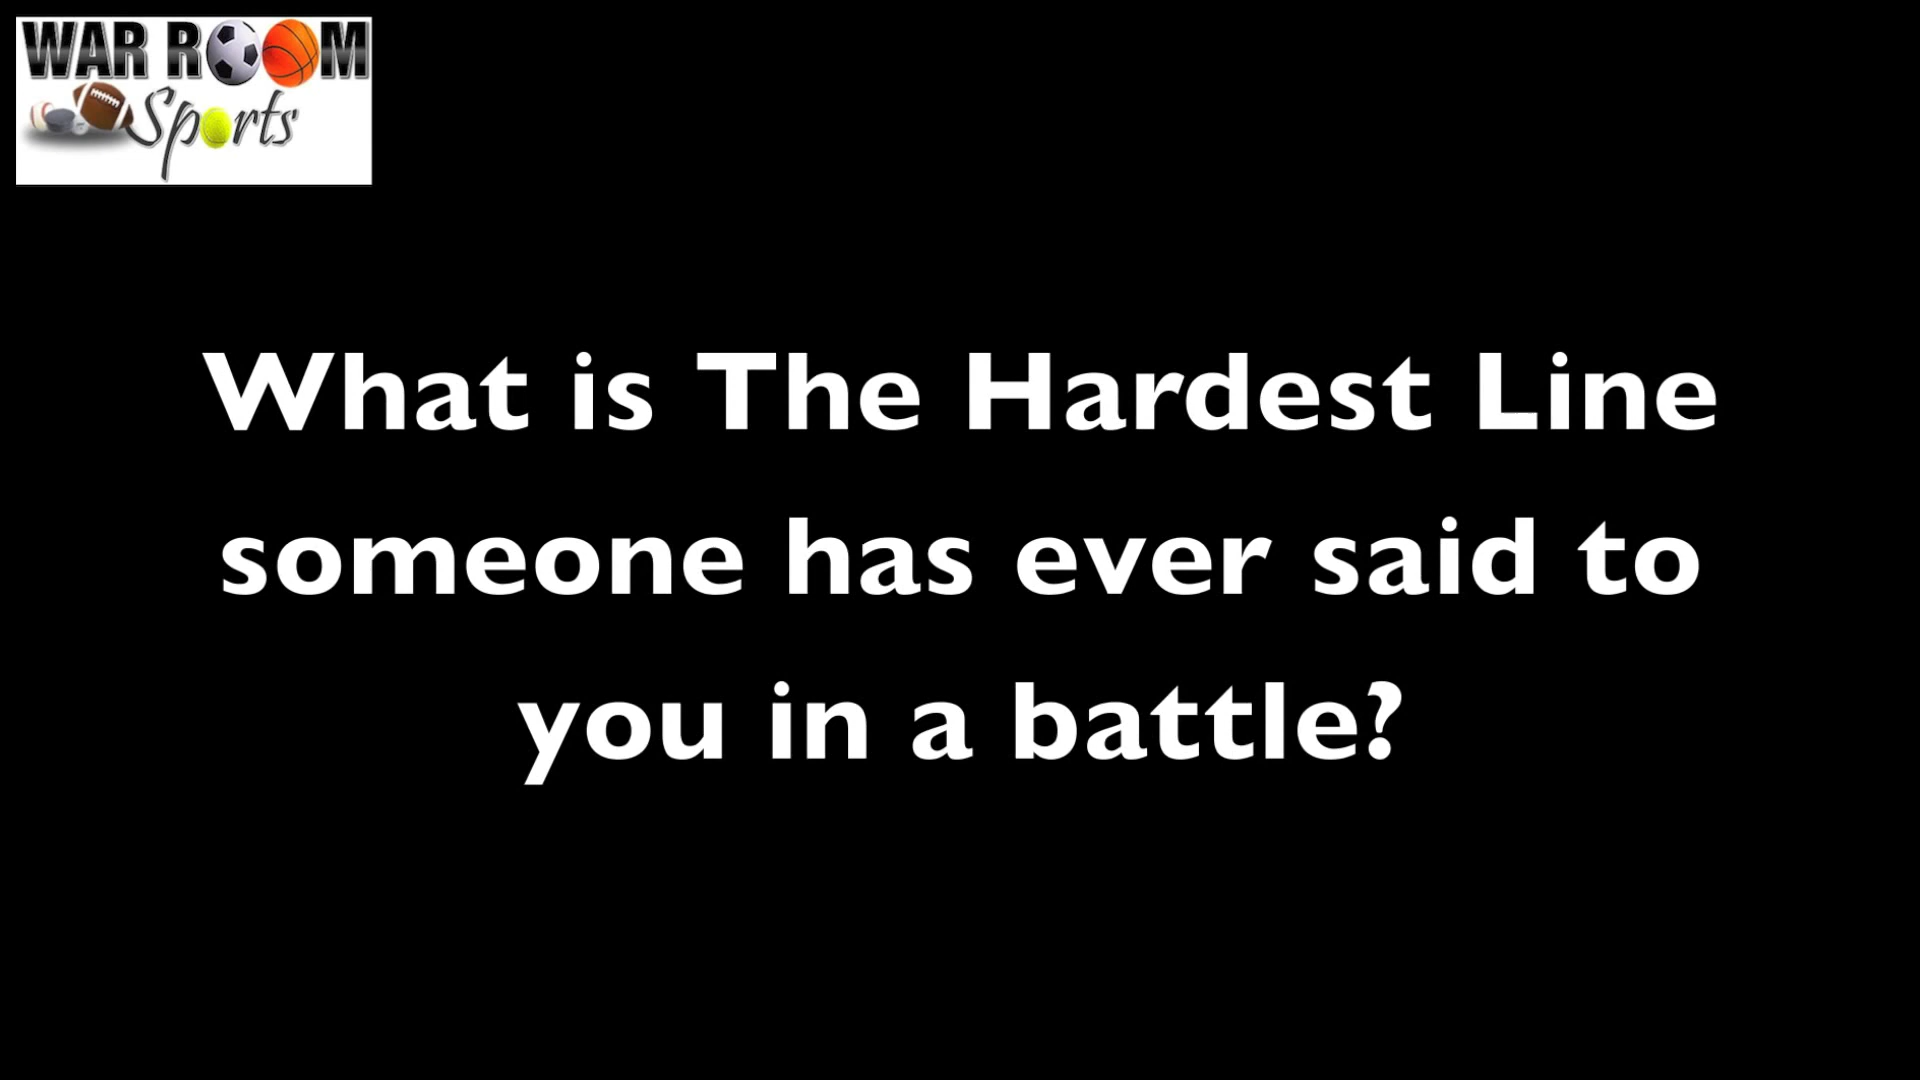 WAR ROOM
Sports
What is The Hardest Line
someone has ever said to
you in a battle?